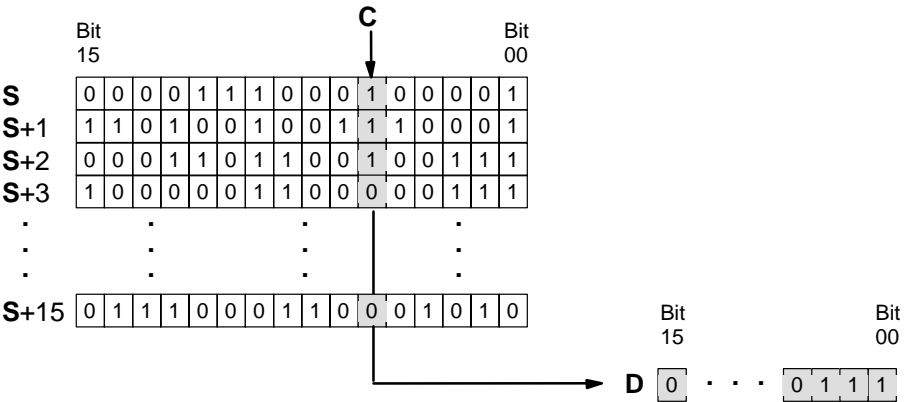 C
Bit Bit
15 00
S 0 0 0 0 1 1 1 0 0 0 1 0 0 0 0 1
S+1 1 1 0 1 0 0 1 0 0 1 1 1 0 0 0 1
S+2 0 0 0 1 1 0 1 1 0 0 1 0 0 1 1 1
S+3 1 0 0 0 0 0 1 1 0 0 0 0 0 1 1 1
. . . .
. . . .
. . . .
S+15 0 1 1 1 0 0 0 1 1 0 0 0 1 0 1 0
Bit Bit
15 00
D 0 . . . 0 1 1 1